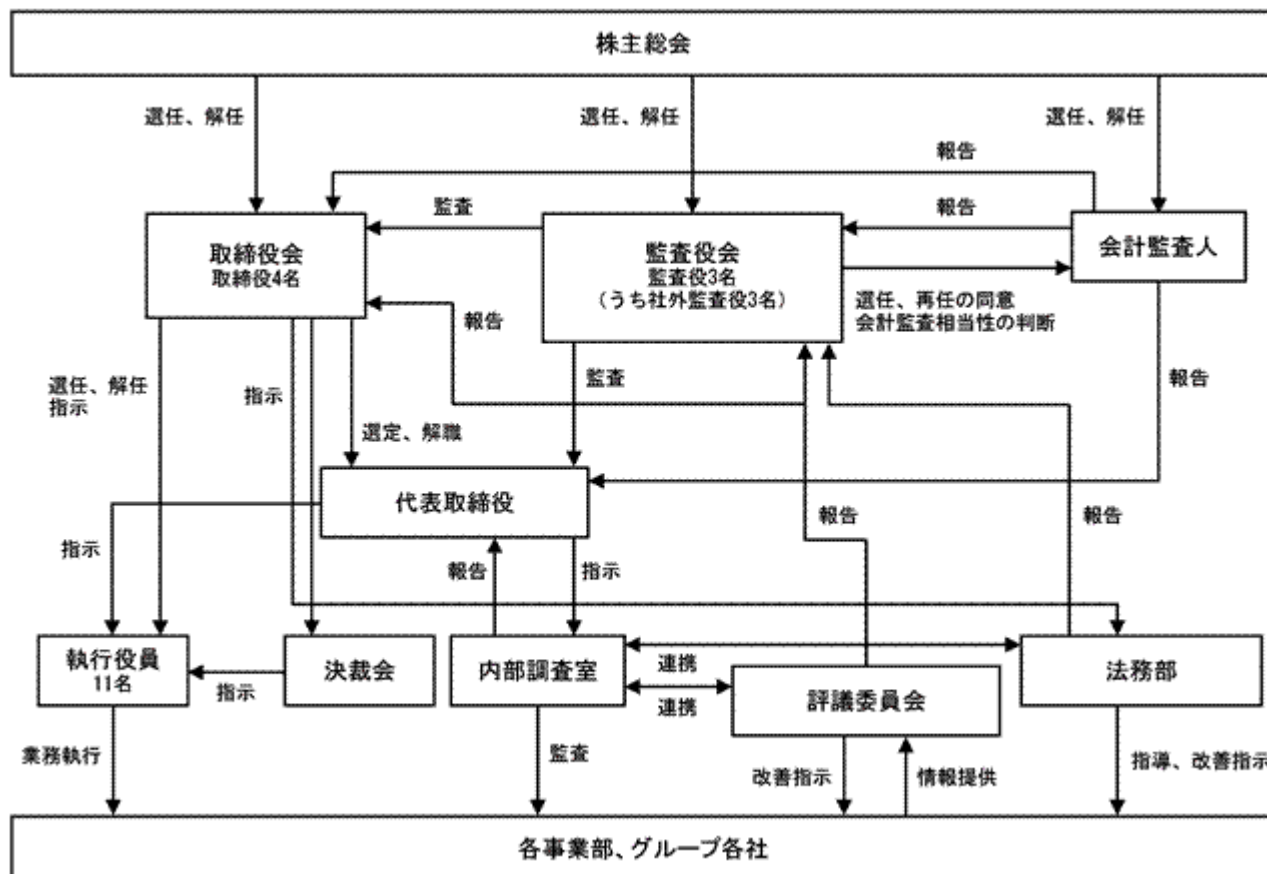 株主総会
選任、解任
選任、解任
選任、解任
報告
監査
報告
取締役会
取締役4名
監査役会
監査役3名
（うち社外監査役3名）
会計監査人
選任、再任の同意
会計監査相当性の判断
報告
選任、解任
指示
指示
監査
報告
選定、解職
代表取締役
指示
報告
指示
報告
報告
執行役員
11名
指示
決裁会
内部調査室
連携
連携
評議委員会
法務部
業務執行
監査
改善指示
情報提供
指導、改善指示
各事業部、グループ各社